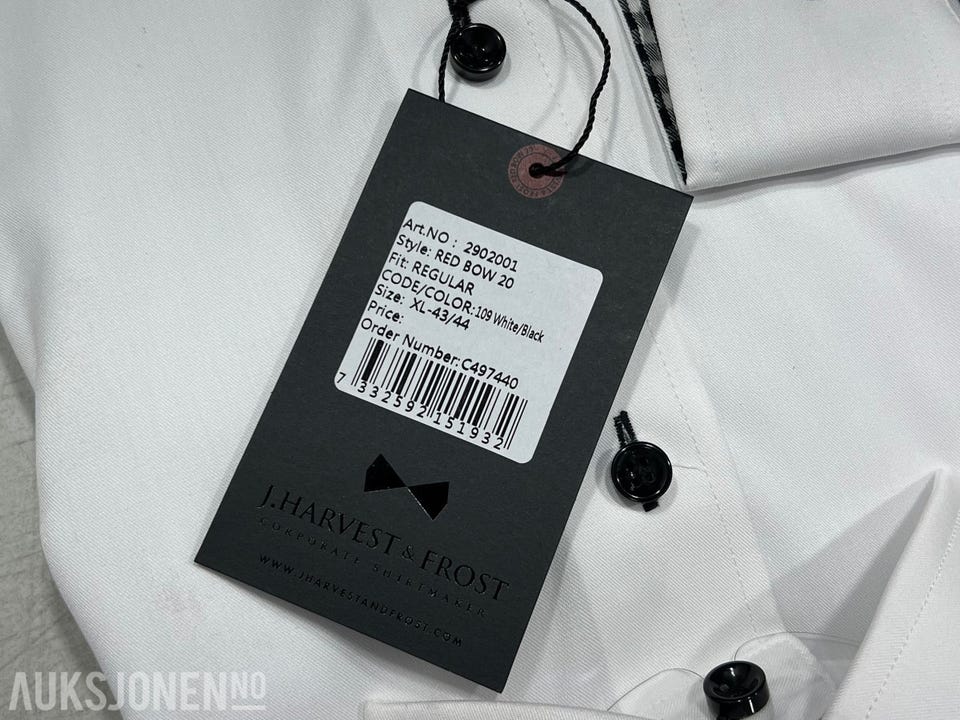 Art.NO : 2902001
Style: RED BOW 20
Fit: REGULAR
CODE/COLOR:109 White/Black
Size: XL-43/44
Price:
Order Number:C497440
7 332592 151932
J.HARVEST & FROST
CORPORATE SHIRTMAKER
WWW.JHARVESTANDFROST.COM
AUKSJONEN.NO